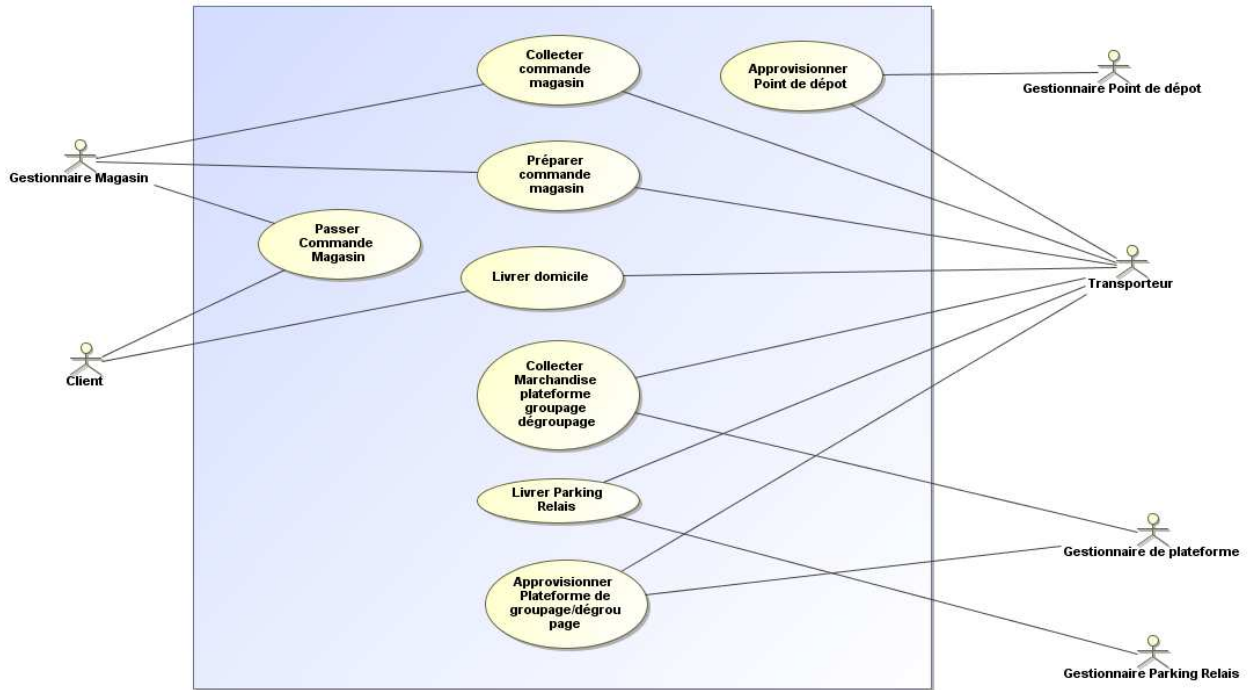 Collecter
commande
magasin
Approvisionner
Point de dépôt
Gestionnaire Point de dépôt
Gestionnaire Magasin
Préparer
commande
magasin
Passer
Commande
Magasin
Livrer domicile
Transporteur
Client
Collecter
Marchandise
plateforme
groupage
dégroupage
Livrer Parking
Relais
Gestionnaire de plateforme
Approvisionner
Plateforme de
groupage/dégrou
page
Gestionnaire Parking Relais